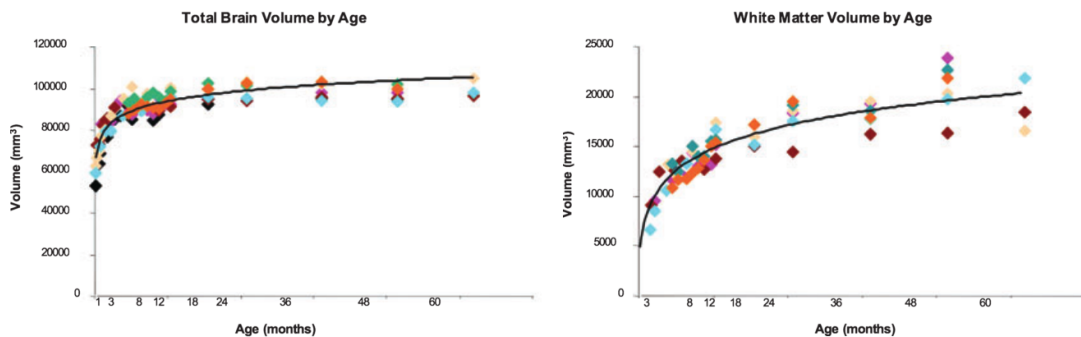 Total Brain Volume by Age
120000
100000
80000
60000
40000
20000
0
1 3 8 12 18 24 36 48 60
Volume (mm³)
Age (months)
White Matter Volume by Age
25000
20000
15000
10000
5000
0
3 8 12 18 24 36 48 60
Volume (mm³)
Age (months)